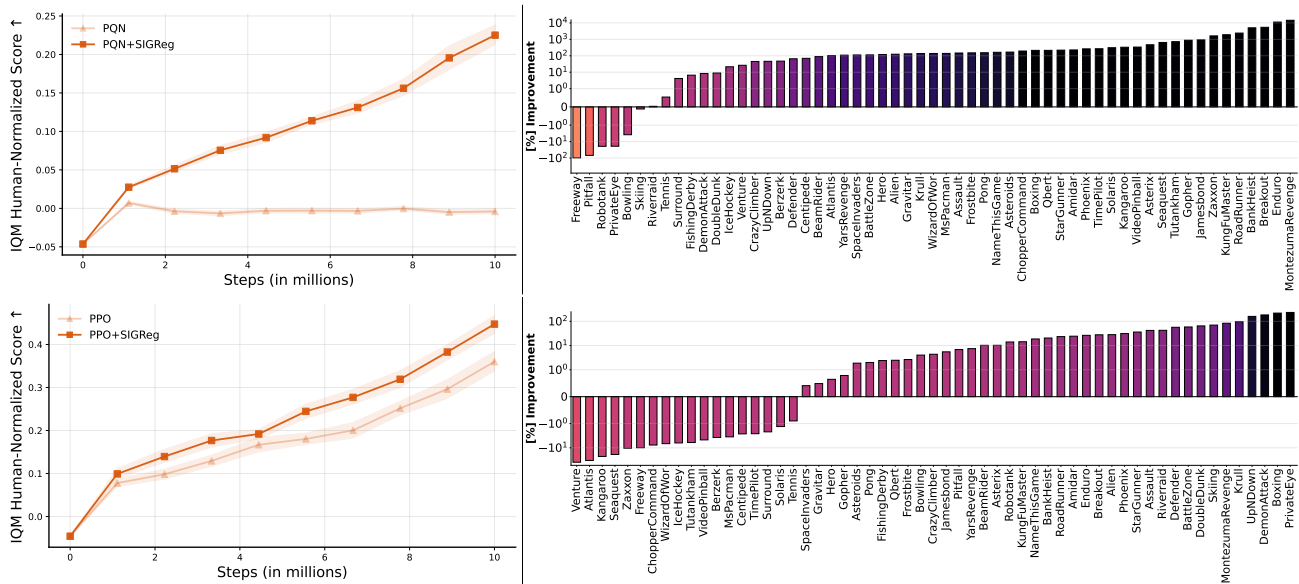 IQM Human-Normalized Score ↑
0.25
0.20
0.15
0.10
0.05
0.00
−0.05
PQN
PQN+SIGReg
0 2 4 6 8 10
Steps (in millions)
[%] Improvement
10⁴
10³
10²
10¹
10⁰
0
−10⁰
−10¹
−10²
Freeway
Pitfall
Robotank
PrivateEye
Bowling
Skiing
Riverraid
Tennis
Surround
FishingDerby
DemonAttack
DoubleDunk
IceHockey
Venture
CrazyClimber
UpNDown
Berzerk
Defender
Centipede
BeamRider
Atlantis
YarsRevenge
SpaceInvaders
BattleZone
Hero
Alien
Gravitar
Krull
WizardOfWor
MsPacman
Assault
Frostbite
Pong
NameThisGame
Asteroids
ChopperCommand
Boxing
Qbert
StarGunner
Amidar
Phoenix
TimePilot
Solaris
Kangaroo
VideoPinball
Asterix
Seaquest
Tutankham
Gopher
Jamesbond
Zaxxon
KungFuMaster
RoadRunner
BankHeist
Breakout
Enduro
MontezumaRevenge
IQM Human-Normalized Score ↑
0.4
0.3
0.2
0.1
0.0
PPO
PPO+SIGReg
0 2 4 6 8 10
Steps (in millions)
[%] Improvement
10²
10¹
10⁰
0
−10⁰
−10¹
Venture
Atlantis
Kangaroo
Seaquest
Zaxxon
Freeway
ChopperCommand
WizardOfWor
IceHockey
Tutankham
VideoPinball
Berzerk
MsPacman
Centipede
TimePilot
Surround
Solaris
Tennis
SpaceInvaders
Gravitar
Hero
Gopher
Asteroids
Pong
FishingDerby
Qbert
Frostbite
Bowling
CrazyClimber
Jamesbond
Pitfall
YarsRevenge
BeamRider
Asterix
Robotank
KungFuMaster
NameThisGame
BankHeist
RoadRunner
Amidar
Enduro
Breakout
Alien
Phoenix
StarGunner
Assault
Riverraid
Defender
BattleZone
DoubleDunk
Skiing
MontezumaRevenge
Krull
UpNDown
DemonAttack
Boxing
PrivateEye